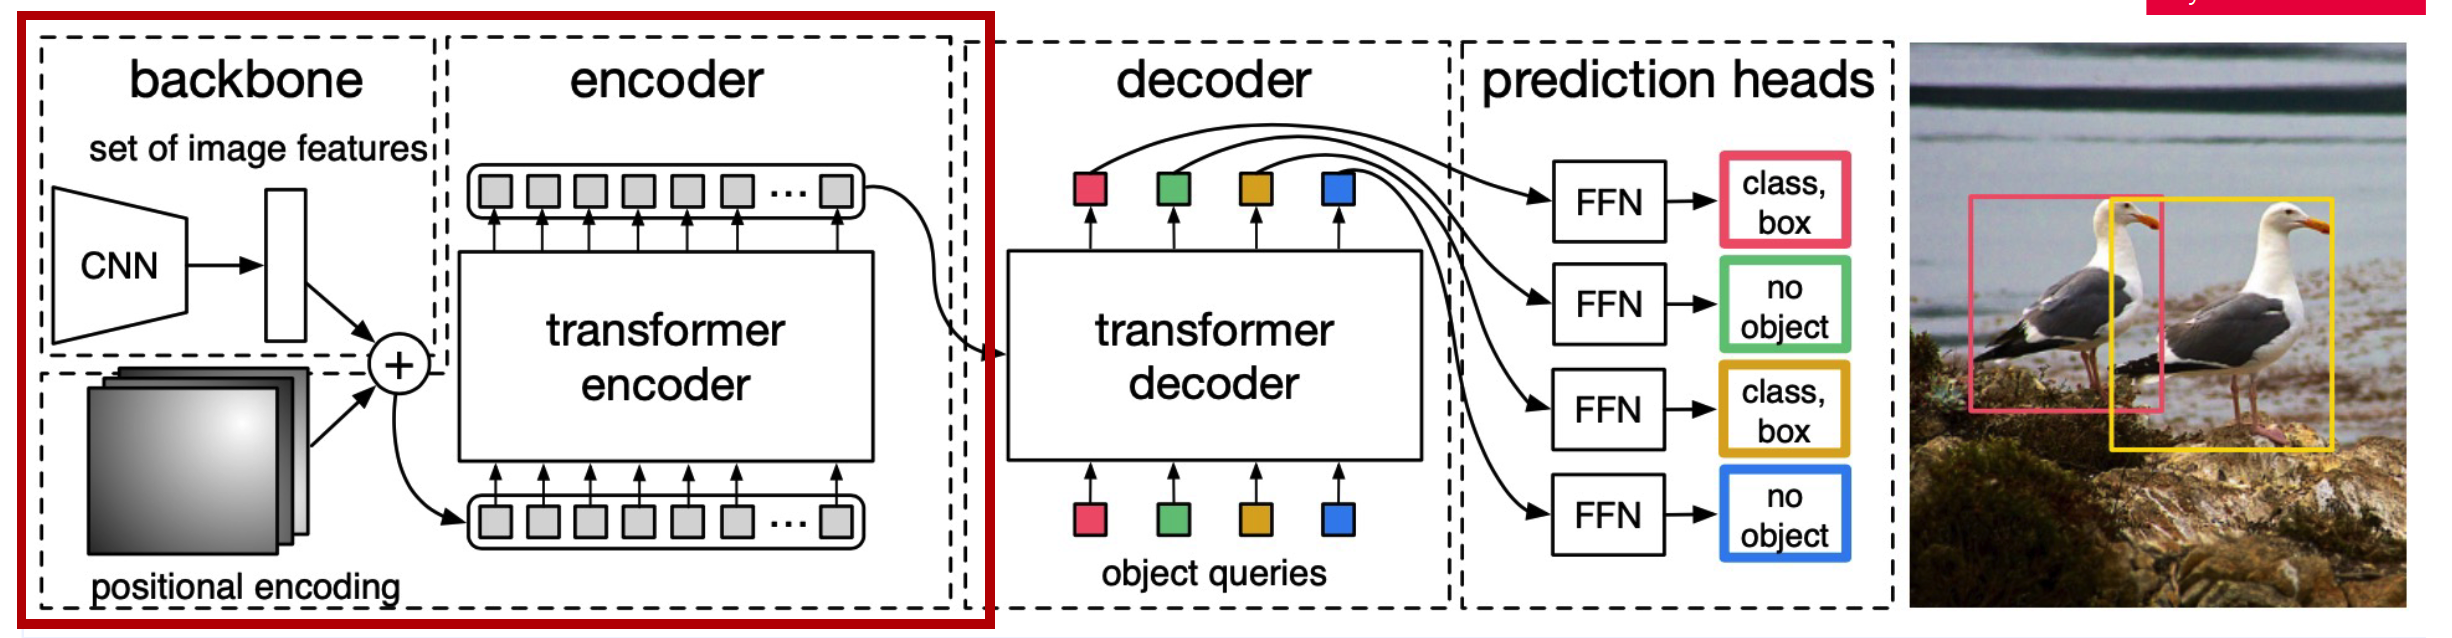 backbone
set of image features
CNN
+
positional encoding
encoder
...
transformer
encoder
...
decoder
transformer
decoder
object queries
prediction heads
FFN
class,
box
FFN
no
object
FFN
class,
box
FFN
no
object